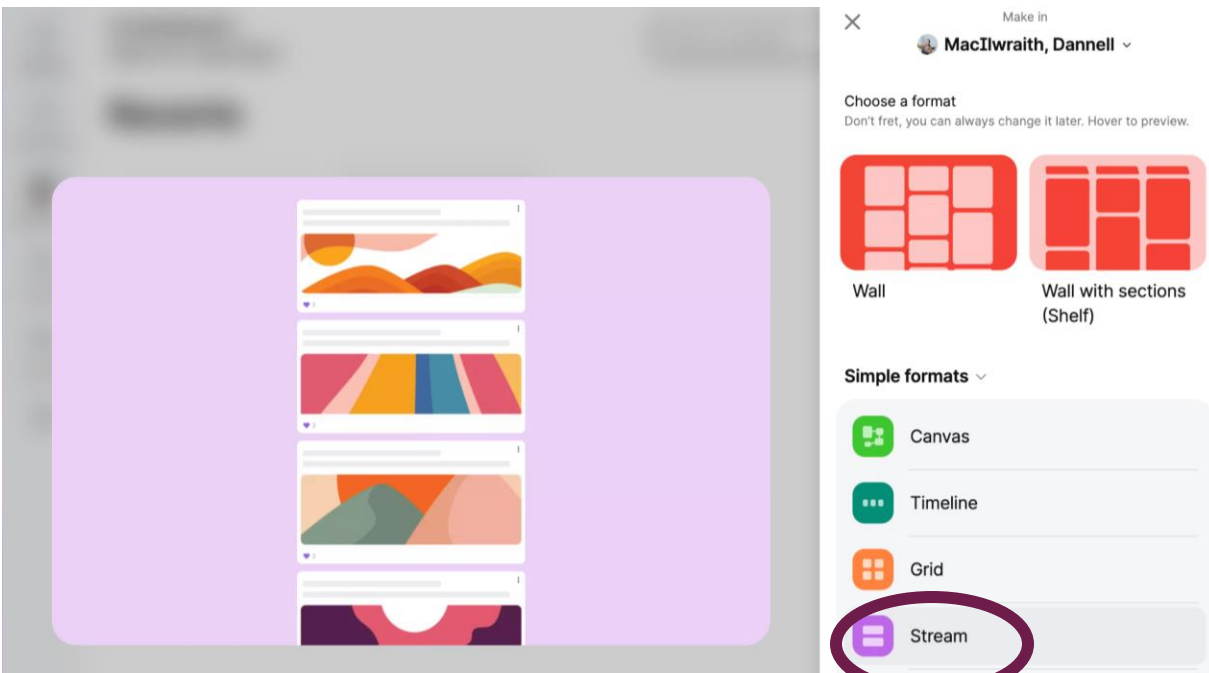 Make in
MacIlwraith, Dannell
Choose a format
Don't fret, you can always change it later. Hover to preview.
Wall
Wall with sections
(Shelf)
Simple formats
Canvas
Timeline
Grid
Stream